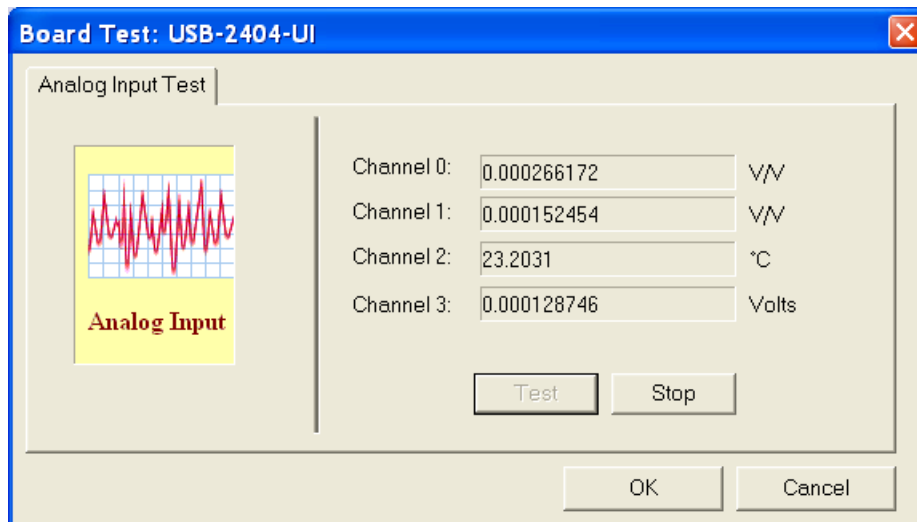 Board Test: USB-2404-UI
Analog Input Test
Channel 0: 0.000266172 V/V
Channel 1: 0.000152454 V/V
Channel 2: 23.2031 °C
Channel 3: 0.000128746 Volts
Analog Input
Test Stop
OK Cancel